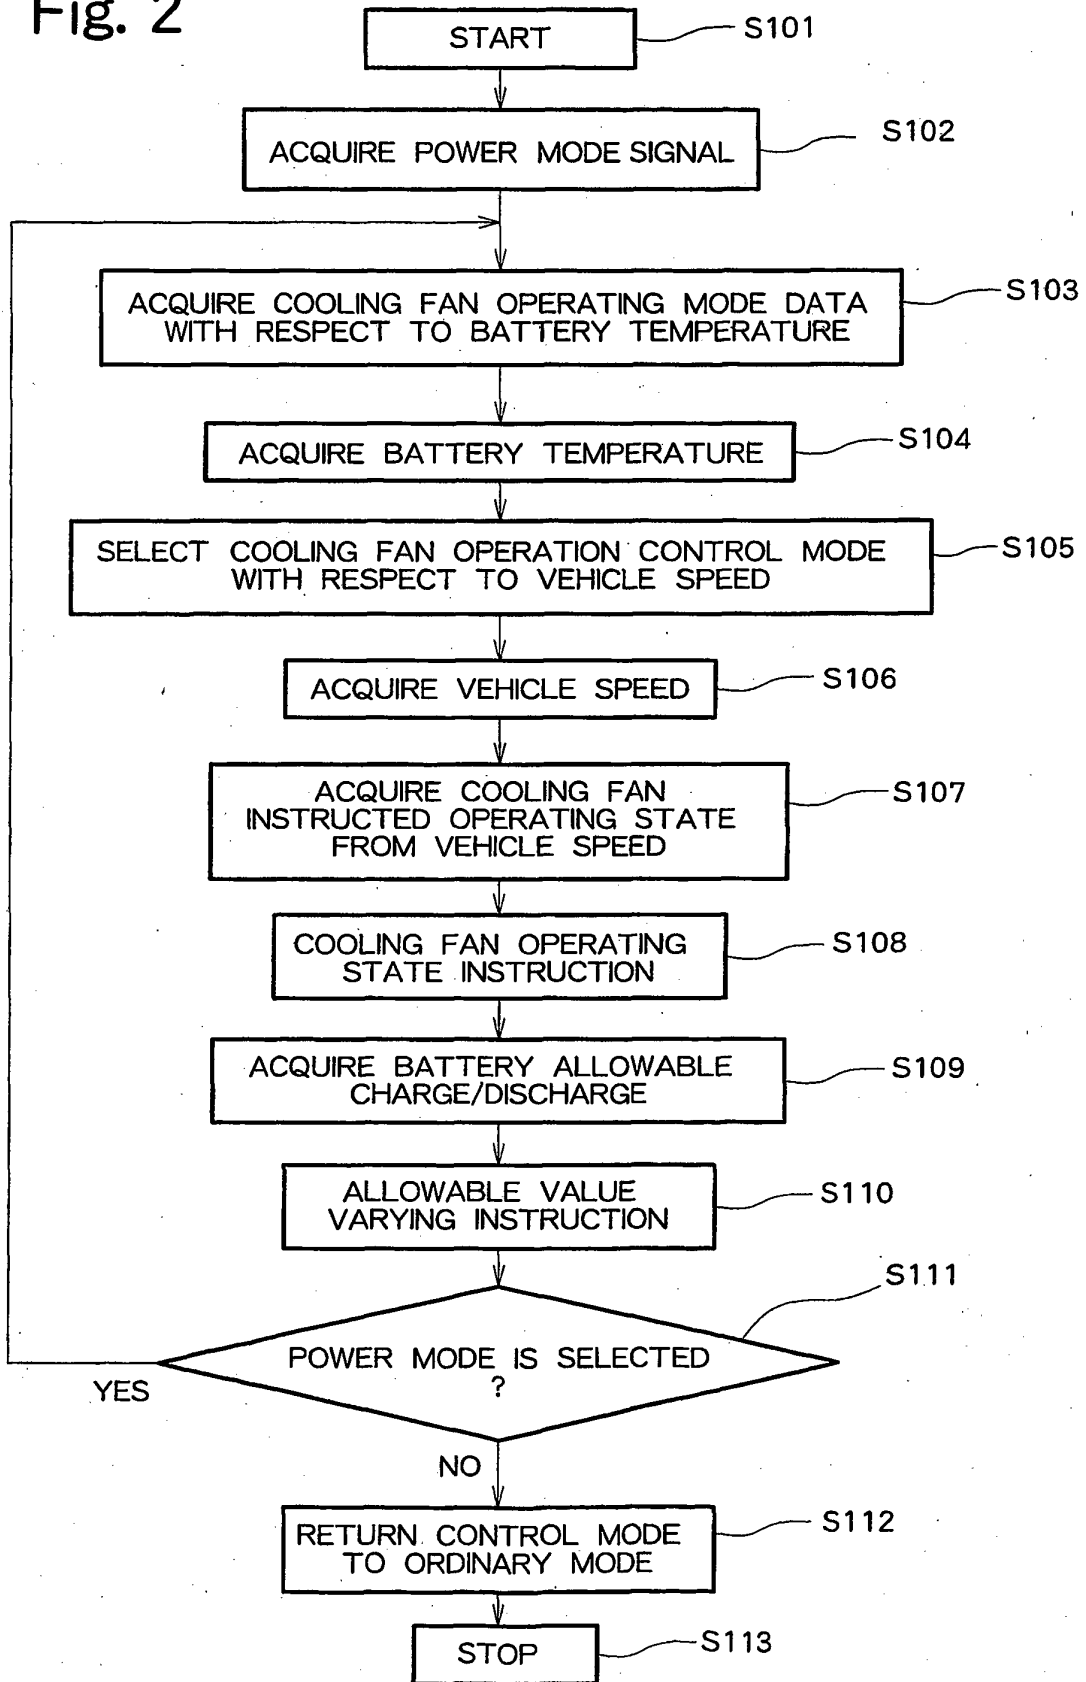 Fig. 2
START
S101
ACQUIRE POWER MODE SIGNAL
S102
ACQUIRE COOLING FAN OPERATING MODE DATA
WITH RESPECT TO BATTERY TEMPERATURE
S103
ACQUIRE BATTERY TEMPERATURE
S104
SELECT COOLING FAN OPERATION CONTROL MODE
WITH RESPECT TO VEHICLE SPEED
S105
ACQUIRE VEHICLE SPEED
S106
ACQUIRE COOLING FAN
INSTRUCTED OPERATING STATE
FROM VEHICLE SPEED
S107
COOLING FAN OPERATING
STATE INSTRUCTION
S108
ACQUIRE BATTERY ALLOWABLE
CHARGE/DISCHARGE
S109
ALLOWABLE VALUE
VARYING INSTRUCTION
S110
S111
POWER MODE IS SELECTED
?
YES
NO
RETURN CONTROL MODE
TO ORDINARY MODE
S112
STOP
S113